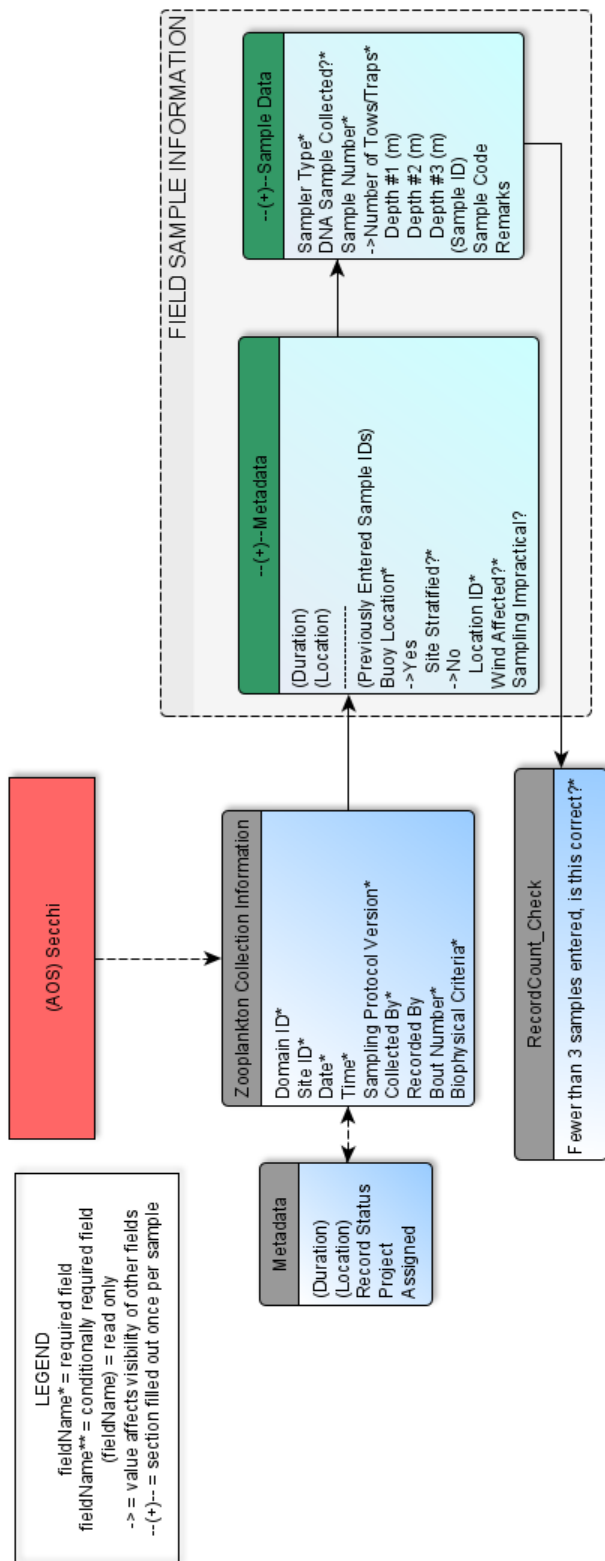 LEGEND
fieldName* = required field
fieldName** = conditionally required field
(fieldName) = read only
-> = value affects visibility of other fields
--(+)-- = section filled out once per sample
(AOS) Secchi
Metadata
(Duration)
(Location)
Record Status
Project
Assigned
Zooplankton Collection Information
Domain ID*
Site ID*
Date*
Time*
Sampling Protocol Version*
Collected By*
Recorded By
Bout Number*
Biophysical Criteria*
FIELD SAMPLE INFORMATION
--(+)--Metadata
(Duration)
(Location)
--------------------
(Previously Entered Sample IDs)
Buoy Location*
->Yes
Site Stratified?*
->No
Location ID*
Wind Affected?*
Sampling Impractical?
--(+)--Sample Data
Sampler Type*
DNA Sample Collected?*
Sample Number*
->Number of Tows/Traps*
Depth #1 (m)
Depth #2 (m)
Depth #3 (m)
(Sample ID)
Sample Code
Remarks
RecordCount_Check
Fewer than 3 samples entered, is this correct?*